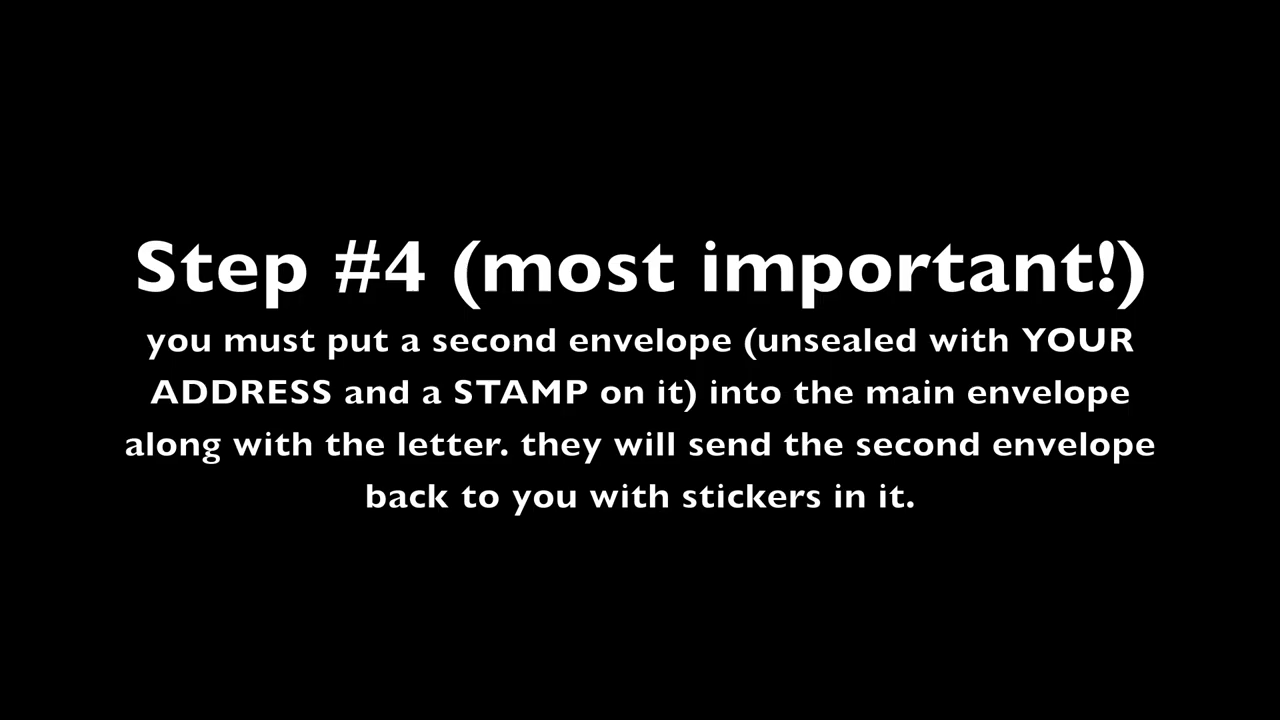 Step #4 (most important!)
you must put a second envelope (unsealed with YOUR
ADDRESS and a STAMP on it) into the main envelope
along with the letter. they will send the second envelope
back to you with stickers in it.